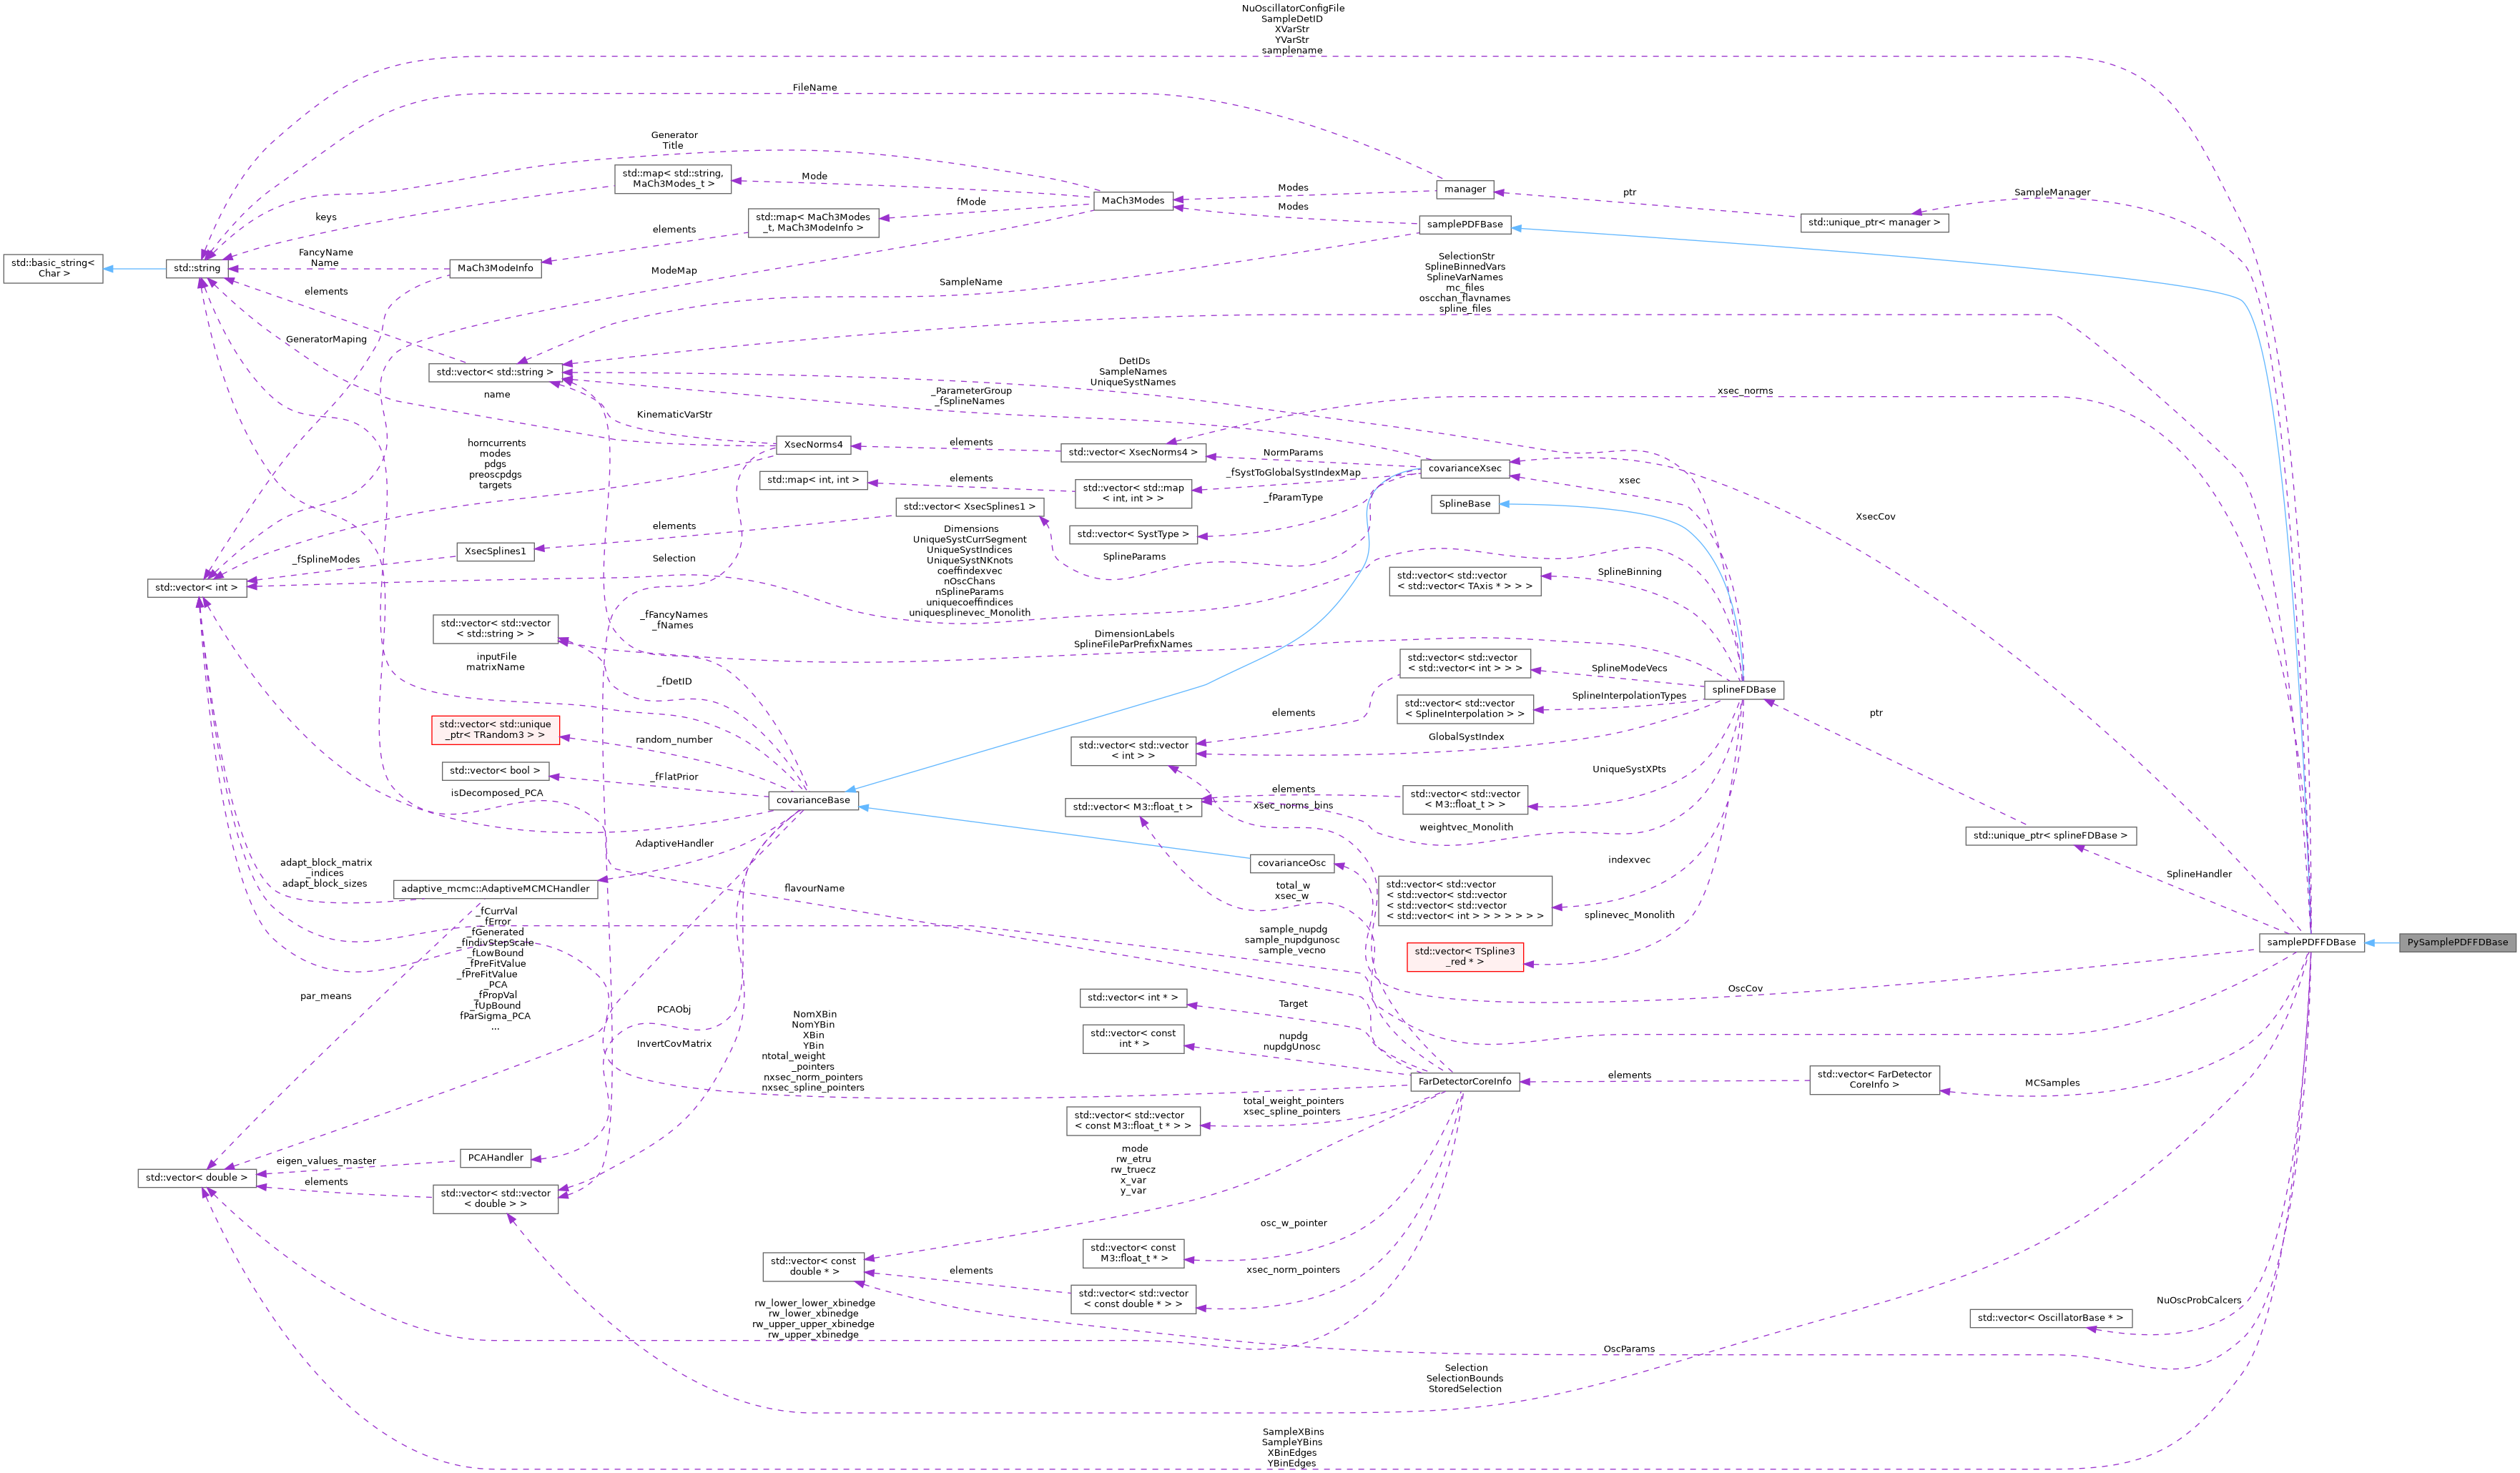 NuOscillatorConfigFile
SampleDetID
XVarStr
YVarStr
samplename
FileName
Generator
Title
std::map< std::string,
MaCh3Modes_t >
Mode
keys
fMode
std::map< MaCh3Modes
_t, MaCh3ModeInfo >
elements
MaCh3Modes
Modes
manager
Modes
samplePDFBase
ptr
std::unique_ptr< manager >
SampleManager
std::basic_string<
Char >
std::string
FancyName
Name
MaCh3ModeInfo
ModeMap
SampleName
elements
GeneratorMaping
SelectionStr
SplineBinnedVars
SplineVarNames
mc_files
oscchan_flavnames
spline_files
std::vector< std::string >
DetIDs
SampleNames
UniqueSystNames
_ParameterGroup
_fSplineNames
name
KinematicVarStr
xsec_norms
XsecNorms4
elements
std::vector< XsecNorms4 >
NormParams
covarianceXsec
horncurrents
modes
pdgs
preoscpdgs
targets
std::map< int, int >
elements
std::vector< std::map
< int, int > >
_fSystToGlobalSystIndexMap
_fParamType
xsec
SplineBase
XsecCov
std::vector< XsecSplines1 >
elements
XsecSplines1
_fSplineModes
std::vector< SystType >
SplineParams
Selection
Dimensions
UniqueSystCurrSegment
UniqueSystIndices
UniqueSystNKnots
coeffindexvec
nOscChans
nSplineParams
uniquecoeffindices
uniquesplinevec_Monolith
std::vector< std::vector
< std::vector< TAxis * > > >
SplineBinning
std::vector< int >
std::vector< std::vector
< std::string > >
_fFancyNames
_fNames
DimensionLabels
SplineFileParPrefixNames
inputFile
matrixName
_fDetID
std::vector< std::vector
< std::vector< int > > >
SplineModeVecs
splineFDBase
std::vector< std::vector
< SplineInterpolation > >
SplineInterpolationTypes
elements
GlobalSystIndex
std::vector< std::vector
< int > >
ptr
std::vector< std::unique
_ptr< TRandom3 > >
random_number
std::vector< bool >
_fFlatPrior
isDecomposed_PCA
covarianceBase
UniqueSystXPts
std::vector< M3::float_t >
elements
xsec_norms_bins
std::vector< std::vector
< M3::float_t > >
weightvec_Monolith
std::unique_ptr< splineFDBase >
AdaptiveHandler
covarianceOsc
indexvec
adapt_block_matrix
_indices
adapt_block_sizes
adaptive_mcmc::AdaptiveMCMCHandler
flavourName
total_w
xsec_w
std::vector< std::vector
< std::vector< std::vector
< std::vector< std::vector
< std::vector< int > > > > > > >
SplineHandler
splinevec_Monolith
_fCurrVal
_fError
_fGenerated
_fIndivStepScale
_fLowBound
_fPreFitValue
_fPreFitValue
_PCA
_fPropVal
_fUpBound
fParSigma_PCA
...
sample_nupdg
sample_nupdgunosc
sample_vecno
std::vector< TSpline3
_red * >
samplePDFFDBase
PySamplePDFFDBase
OscCov
par_means
PCAObj
InvertCovMatrix
NomXBin
NomYBin
XBin
YBin
ntotal_weight
_pointers
nxsec_norm_pointers
nxsec_spline_pointers
std::vector< int * >
Target
std::vector< const
int * >
nupdg
nupdgUnosc
FarDetectorCoreInfo
elements
std::vector< FarDetector
CoreInfo >
MCSamples
std::vector< std::vector
< const M3::float_t * > >
total_weight_pointers
xsec_spline_pointers
PCAHandler
eigen_values_master
std::vector< double >
elements
std::vector< std::vector
< double > >
mode
rw_etru
rw_truecz
x_var
y_var
osc_w_pointer
std::vector< const
M3::float_t * >
std::vector< const
double * >
elements
xsec_norm_pointers
std::vector< std::vector
< const double * > >
rw_lower_lower_xbinedge
rw_lower_xbinedge
rw_upper_upper_xbinedge
rw_upper_xbinedge
NuOscProbCalcers
std::vector< OscillatorBase * >
OscParams
Selection
SelectionBounds
StoredSelection
SampleXBins
SampleYBins
XBinEdges
YBinEdges